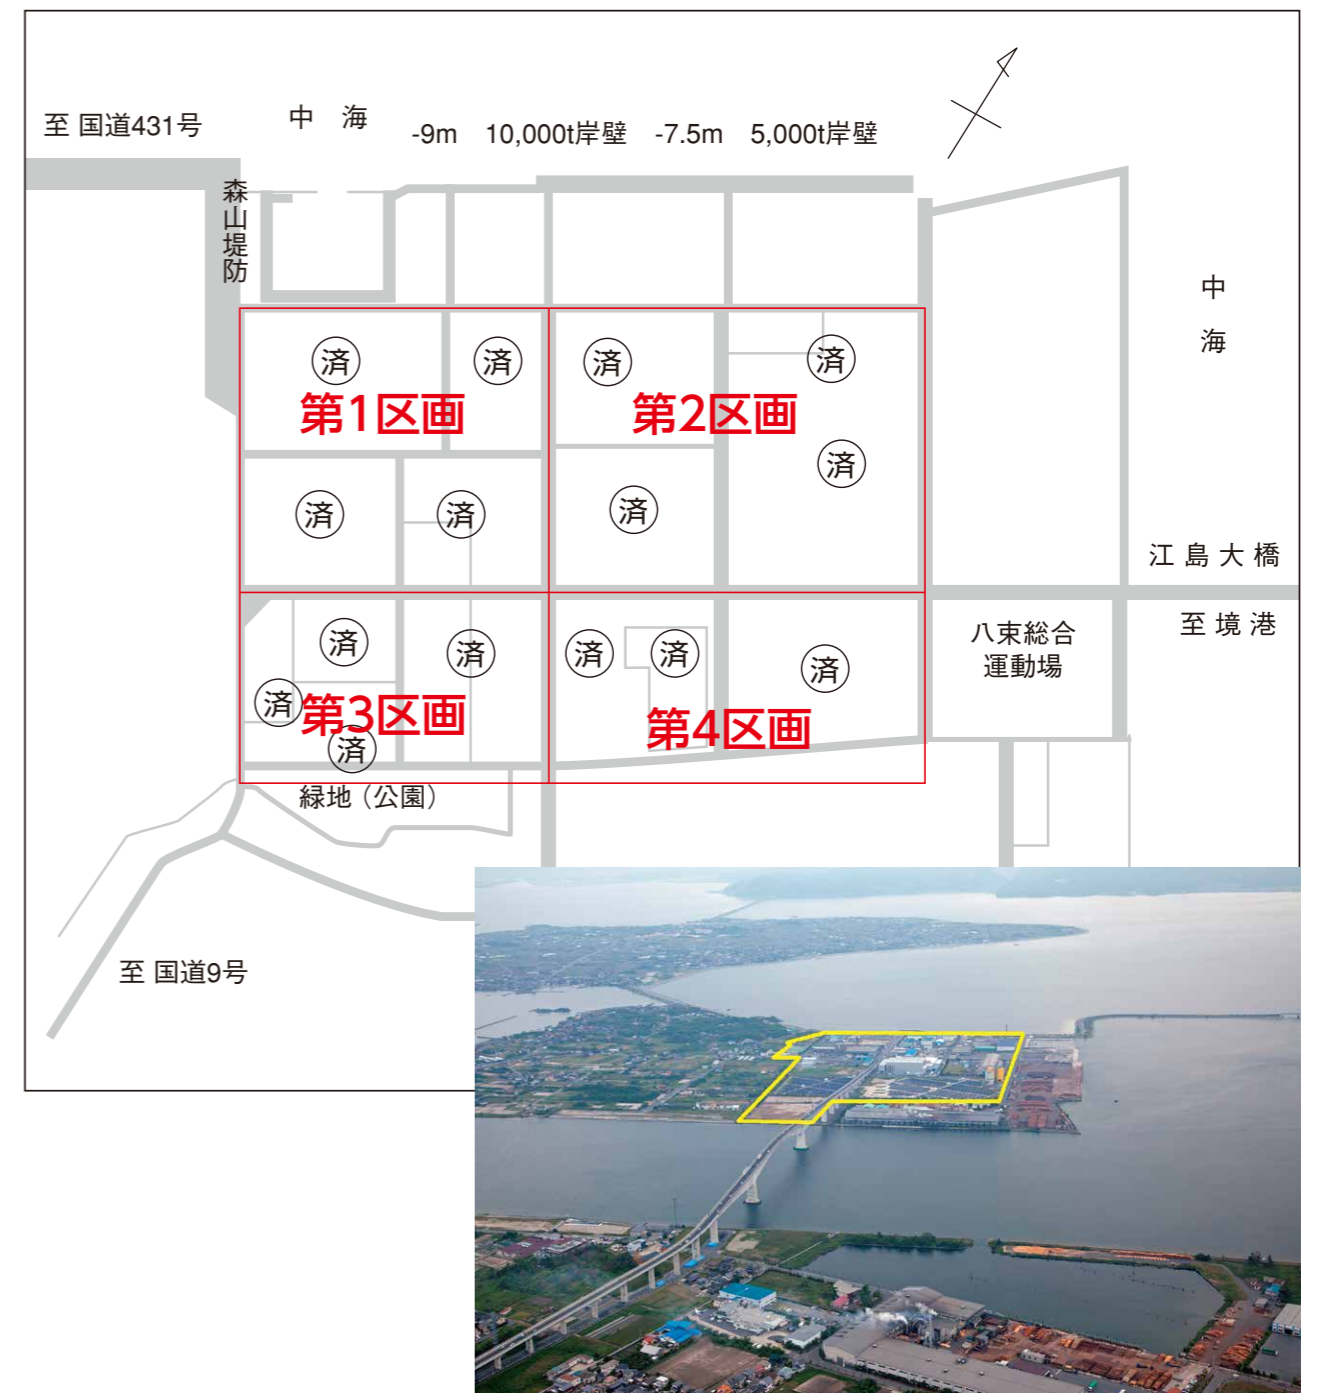 中 海
至 国道431号
-9m 10,000t岸壁 -7.5m 5,000t岸壁
森山堤防
中海
済
済
済
済
第1区画
第2区画
済
済
済
済
江島大橋
八束総合
運動場
至境港
済
済
済
済
済
済
第3区画
第4区画
済
緑地（公園）
至 国道9号